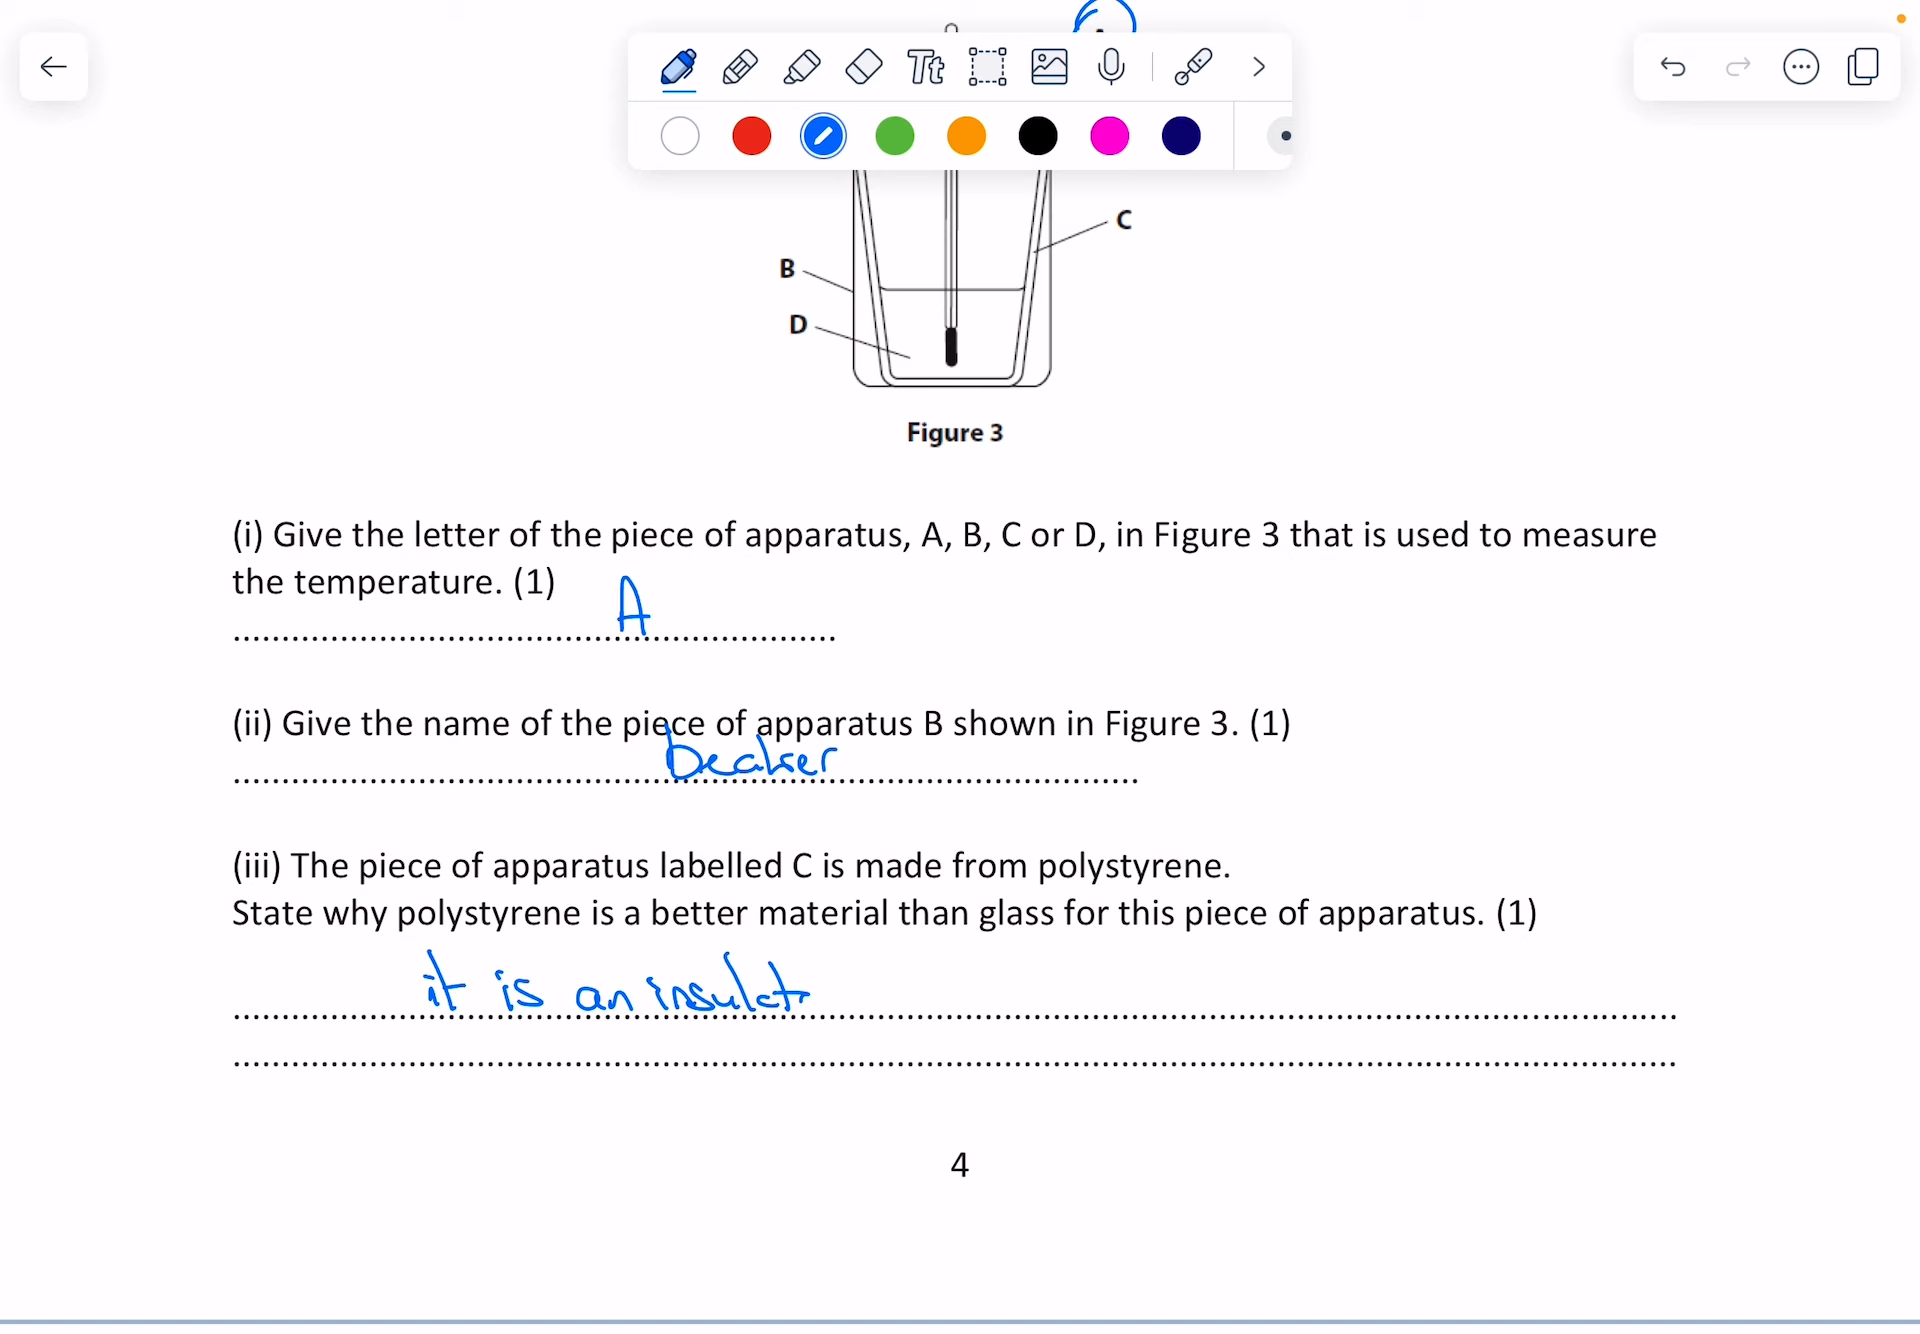 Tt
C
B
D
Figure 3
(i) Give the letter of the piece of apparatus, A, B, C or D, in Figure 3 that is used to measure
the temperature. (1)
A
(ii) Give the name of the piece of apparatus B shown in Figure 3. (1)
beaker
(iii) The piece of apparatus labelled C is made from polystyrene.
State why polystyrene is a better material than glass for this piece of apparatus. (1)
it is an insulatr
4